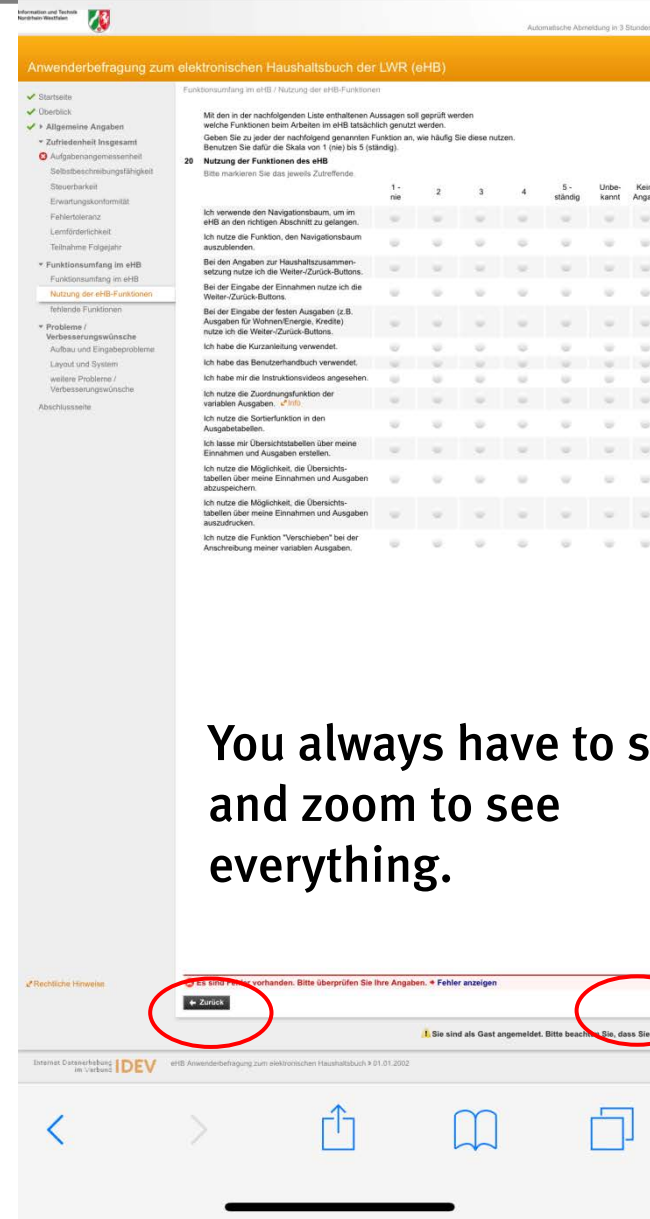 Information und Technik
Nordrhein-Westfalen
Automatische Abmeldung in 3 Stunden
Anwenderbefragung zum elektronischen Haushaltsbuch der LWR (eHB)
Startseite
Überblick
Allgemeine Angaben
Zufriedenheit Insgesamt
Aufgabenangemessenheit
Selbstbeschreibungsfähigkeit
Steuerbarkeit
Erwartungskonformität
Fehlertoleranz
Lernförderlichkeit
Teilnahme Folgejahr
Funktionsumfang im eHB
Funktionsumfang im eHB
Nutzung der eHB-Funktionen
fehlende Funktionen
Probleme /
Verbesserungswünsche
Aufbau und Eingabeprobleme
Layout und System
weitere Probleme /
Verbesserungswünsche
Abschlussseite
Funktionsumfang im eHB / Nutzung der eHB-Funktionen
Mit den in der nachfolgenden Liste enthaltenen Aussagen soll geprüft werden
welche Funktionen beim Arbeiten im eHB tatsächlich genutzt werden.
Geben Sie zu jeder der nachfolgend genannten Funktion an, wie häufig Sie diese nutzen.
Benutzen Sie dafür die Skala von 1 (nie) bis 5 (ständig).
20 Nutzung der Funktionen des eHB
Bitte markieren Sie das jeweils Zutreffende.
1 - 2 3 4 5 - Unbe- Kein
nie ständig kannt Anga
Ich verwende den Navigationsbaum, um im
eHB an den richtigen Abschnitt zu gelangen.
Ich nutze die Funktion, den Navigationsbaum
auszublenden.
Bei den Angaben zur Haushaltszusammen-
setzung nutze ich die Weiter-/Zurück-Buttons.
Bei der Eingabe der Einnahmen nutze ich die
Weiter-/Zurück-Buttons.
Bei der Eingabe der festen Ausgaben (z.B.
Ausgaben für Wohnen/Energie, Kredite)
nutze ich die Weiter-/Zurück-Buttons.
Ich habe die Kurzanleitung verwendet.
Ich habe das Benutzerhandbuch verwendet.
Ich habe mir die Instruktionsvideos angesehen.
Ich nutze die Zuordnungsfunktion der
variablen Ausgaben. Info
Ich nutze die Sortierfunktion in den
Ausgabetabellen.
Ich lasse mir Übersichtstabellen über meine
Einnahmen und Ausgaben erstellen.
Ich nutze die Möglichkeit, die Übersichts-
tabellen über meine Einnahmen und Ausgaben
abzuspeichern.
Ich nutze die Möglichkeit, die Übersichts-
tabellen über meine Einnahmen und Ausgaben
auszudrucken.
Ich nutze die Funktion "Verschieben" bei der
Anschreibung meiner variablen Ausgaben.
You always have to s
and zoom to see
everything.
Rechtliche Hinweise
Es sind Fehler vorhanden. Bitte überprüfen Sie Ihre Angaben. Fehler anzeigen
Zurück
Sie sind als Gast angemeldet. Bitte beachten Sie, dass Sie
Internet Datenerhebung
im Verbund IDEV
eHB Anwenderbefragung zum elektronischen Haushaltsbuch 01.01.2002